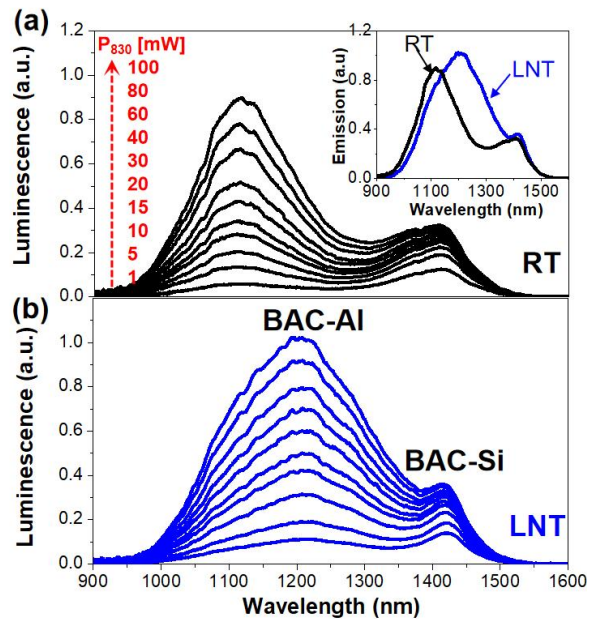 (a)
P830 [mW]
100
80
60
40
30
20
15
10
5
1
Luminescence (a.u.)
1.2
1.0
0.8
0.6
0.4
0.2
0.0
RT
Emission (a.u)
1.2
0.8
0.4
0.0
RT
LNT
900 1100 1300 1500
Wavelength (nm)
(b)
BAC-Al
BAC-Si
LNT
Luminescence (a.u.)
1.0
0.8
0.6
0.4
0.2
0.0
900 1000 1100 1200 1300 1400 1500 1600
Wavelength (nm)